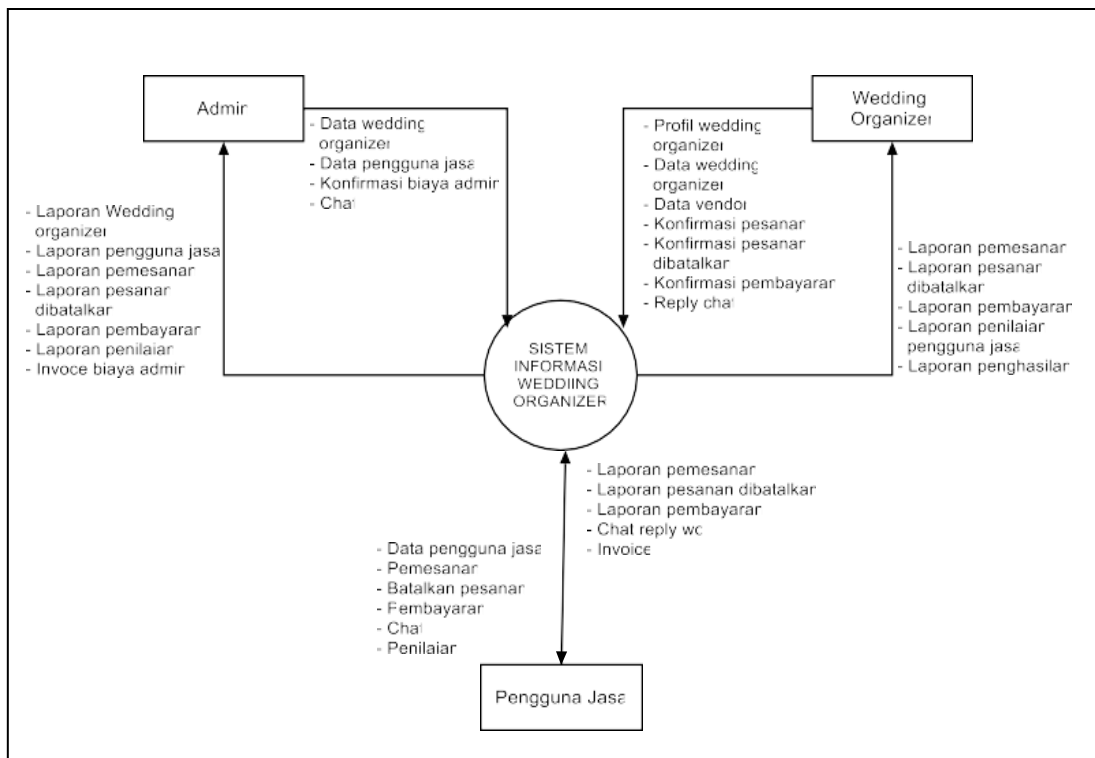 Admin
- Data wedding
organizer
- Data pengguna jasa
- Konfirmasi biaya admin
- Chat
Wedding
Organizer
- Profil wedding
organizer
- Data wedding
organizer
- Data vendor
- Konfirmasi pesanan
- Konfirmasi pesanan
dibatalkan
- Konfirmasi pembayaran
- Reply chat
- Laporan Wedding
organizer
- Laporan pengguna jasa
- Laporan pemesanan
- Laporan pesanan
dibatalkan
- Laporan pembayaran
- Laporan penilaian
- Invoce biaya admin
- Laporan pemesanan
- Laporan pesanan
dibatalkan
- Laporan pembayaran
- Laporan penilaian
pengguna jasa
- Laporan penghasilan
SISTEM
INFORMASI
WEDDIING
ORGANIZER
- Laporan pemesanan
- Laporan pesanan dibatalkan
- Laporan pembayaran
- Chat reply wo
- Invoice
- Data pengguna jasa
- Pemesanan
- Batalkan pesanan
- Pembayaran
- Chat
- Penilaian
Pengguna Jasa